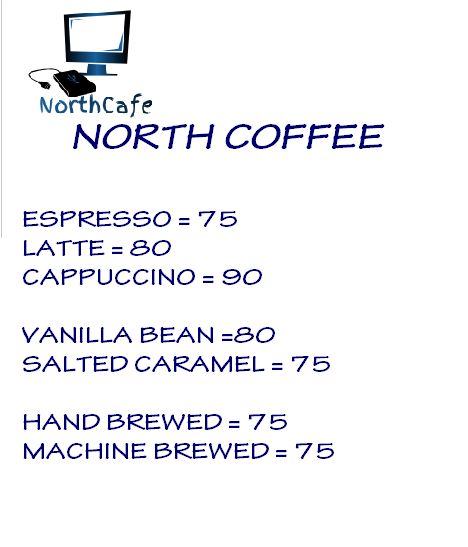 NorthCafe
NORTH COFFEE
ESPRESSO = 75
LATTE = 80
CAPPUCCINO = 90
VANILLA BEAN =80
SALTED CARAMEL = 75
HAND BREWED = 75
MACHINE BREWED = 75